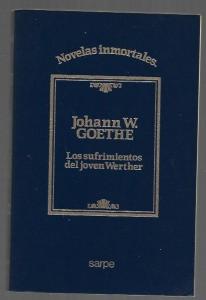 Novelas inmortales.
Johann W.
GOETHE
Los sufrimientos
del joven Werther
sarpe